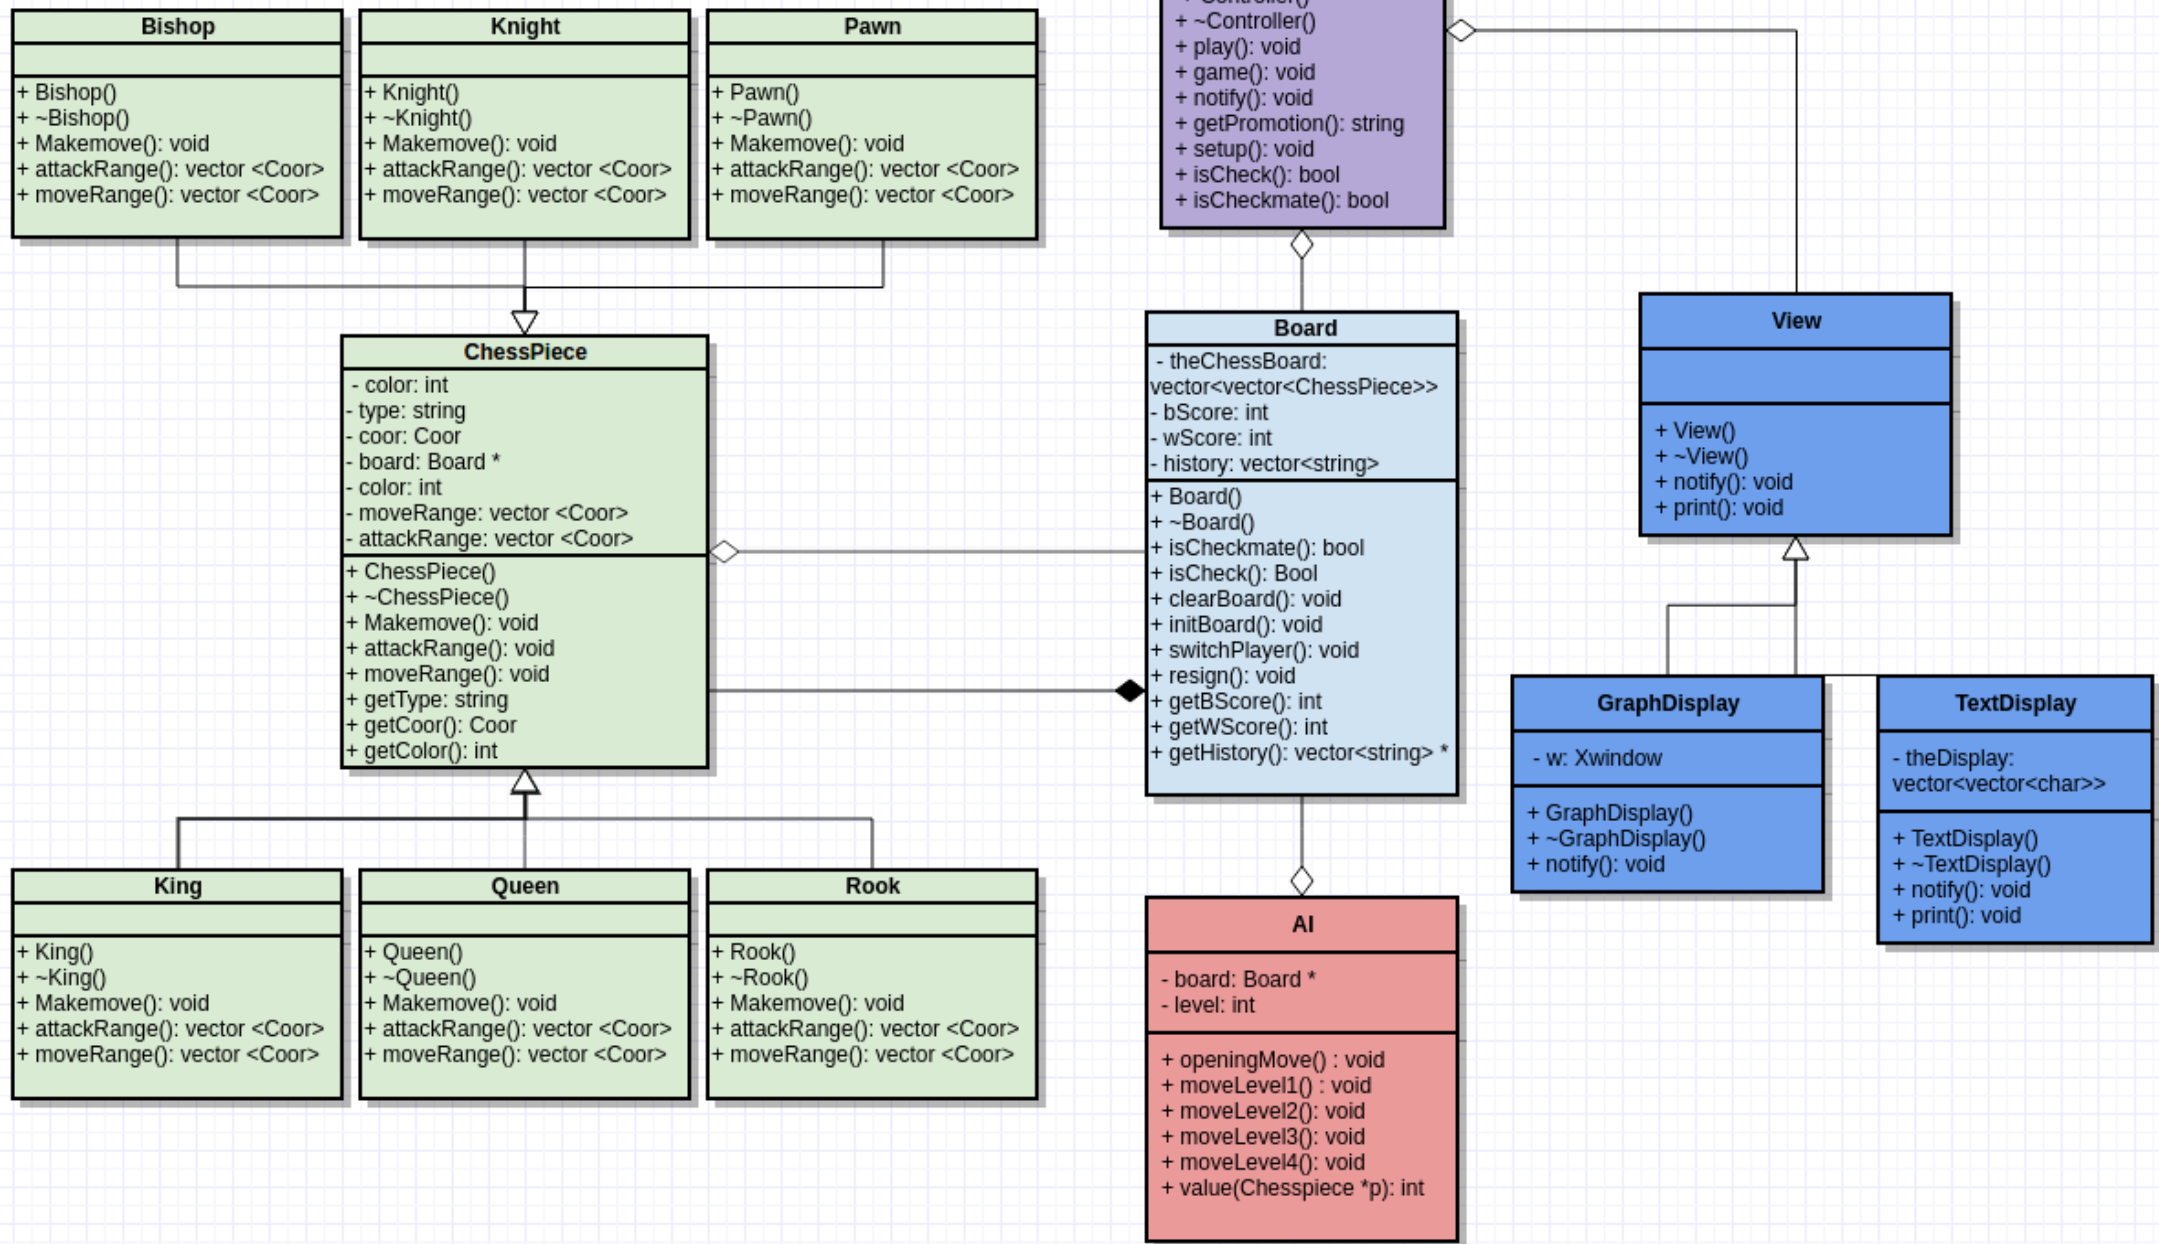 Bishop
+ Bishop()
+ ~Bishop()
+ Makemove(): void
+ attackRange(): vector <Coor>
+ moveRange(): vector <Coor>
Knight
+ Knight()
+ ~Knight()
+ Makemove(): void
+ attackRange(): vector <Coor>
+ moveRange(): vector <Coor>
Pawn
+ Pawn()
+ ~Pawn()
+ Makemove(): void
+ attackRange(): vector <Coor>
+ moveRange(): vector <Coor>
+ Controller()
+ ~Controller()
+ play(): void
+ game(): void
+ notify(): void
+ getPromotion(): string
+ setup(): void
+ isCheck(): bool
+ isCheckmate(): bool
ChessPiece
- color: int
- type: string
- coor: Coor
- board: Board *
- color: int
- moveRange: vector <Coor>
- attackRange: vector <Coor>
+ ChessPiece()
+ ~ChessPiece()
+ Makemove(): void
+ attackRange(): void
+ moveRange(): void
+ getType: string
+ getCoor(): Coor
+ getColor(): int
Board
- theChessBoard:
vector<vector<ChessPiece>>
- bScore: int
- wScore: int
- history: vector<string>
+ Board()
+ ~Board()
+ isCheckmate(): bool
+ isCheck(): Bool
+ clearBoard(): void
+ initBoard(): void
+ switchPlayer(): void
+ resign(): void
+ getBScore(): int
+ getWScore(): int
+ getHistory(): vector<string> *
View
+ View()
+ ~View()
+ notify(): void
+ print(): void
GraphDisplay
- w: Xwindow
+ GraphDisplay()
+ ~GraphDisplay()
+ notify(): void
TextDisplay
- theDisplay:
vector<vector<char>>
+ TextDisplay()
+ ~TextDisplay()
+ notify(): void
+ print(): void
King
+ King()
+ ~King()
+ Makemove(): void
+ attackRange(): vector <Coor>
+ moveRange(): vector <Coor>
Queen
+ Queen()
+ ~Queen()
+ Makemove(): void
+ attackRange(): vector <Coor>
+ moveRange(): vector <Coor>
Rook
+ Rook()
+ ~Rook()
+ Makemove(): void
+ attackRange(): vector <Coor>
+ moveRange(): vector <Coor>
AI
- board: Board *
- level: int
+ openingMove() : void
+ moveLevel1() : void
+ moveLevel2(): void
+ moveLevel3(): void
+ moveLevel4(): void
+ value(Chesspiece *p): int